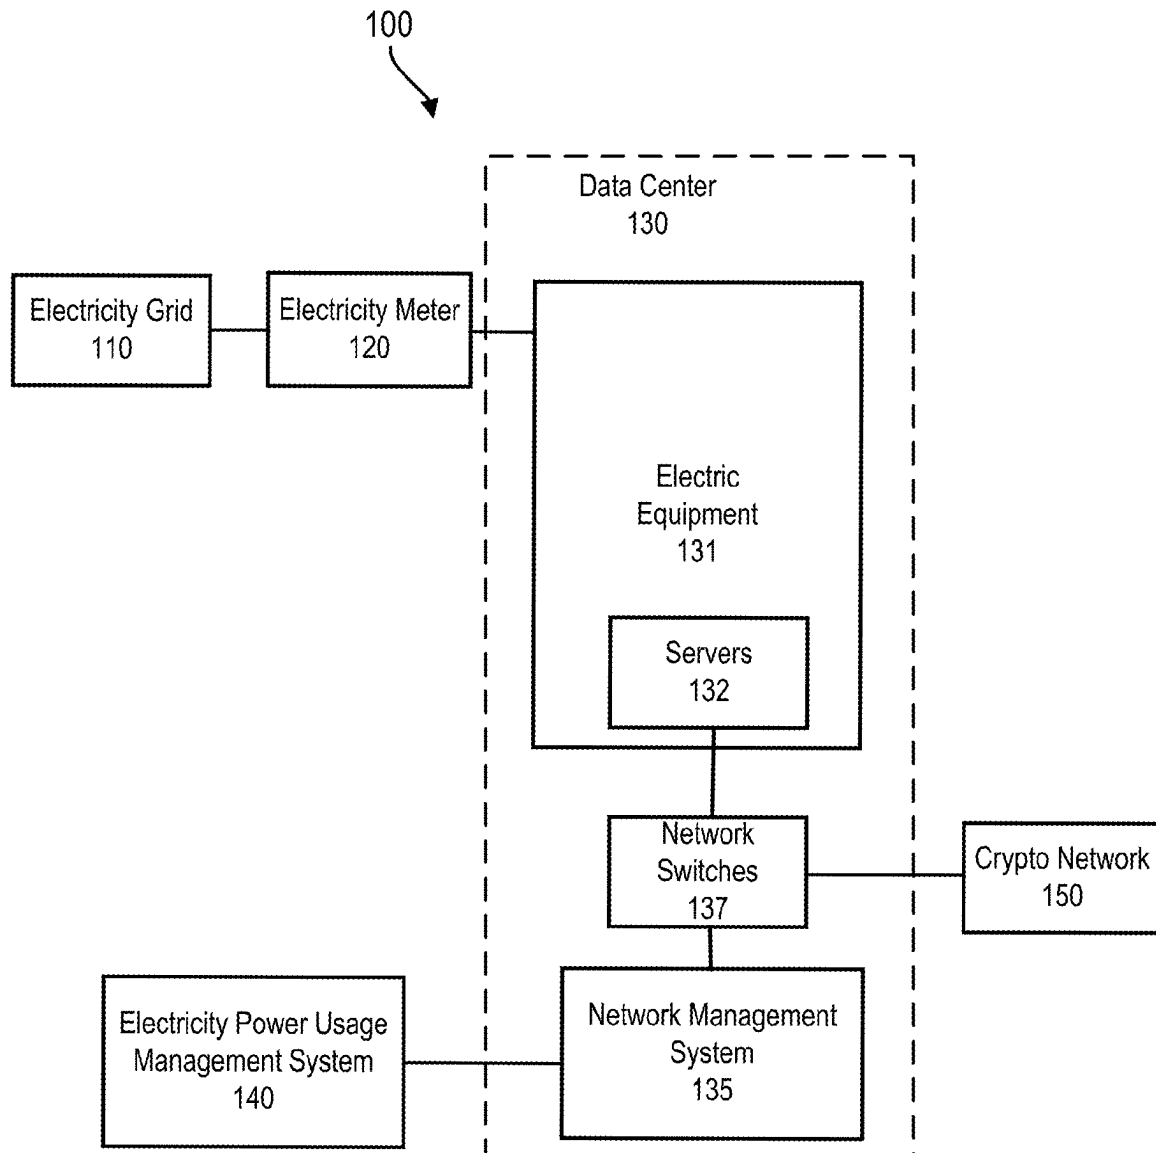 100
Data Center
130
Electricity Grid
110
Electricity Meter
120
Electric
Equipment
131
Servers
132
Network
Switches
137
Crypto Network
150
Electricity Power Usage
Management System
140
Network Management
System
135